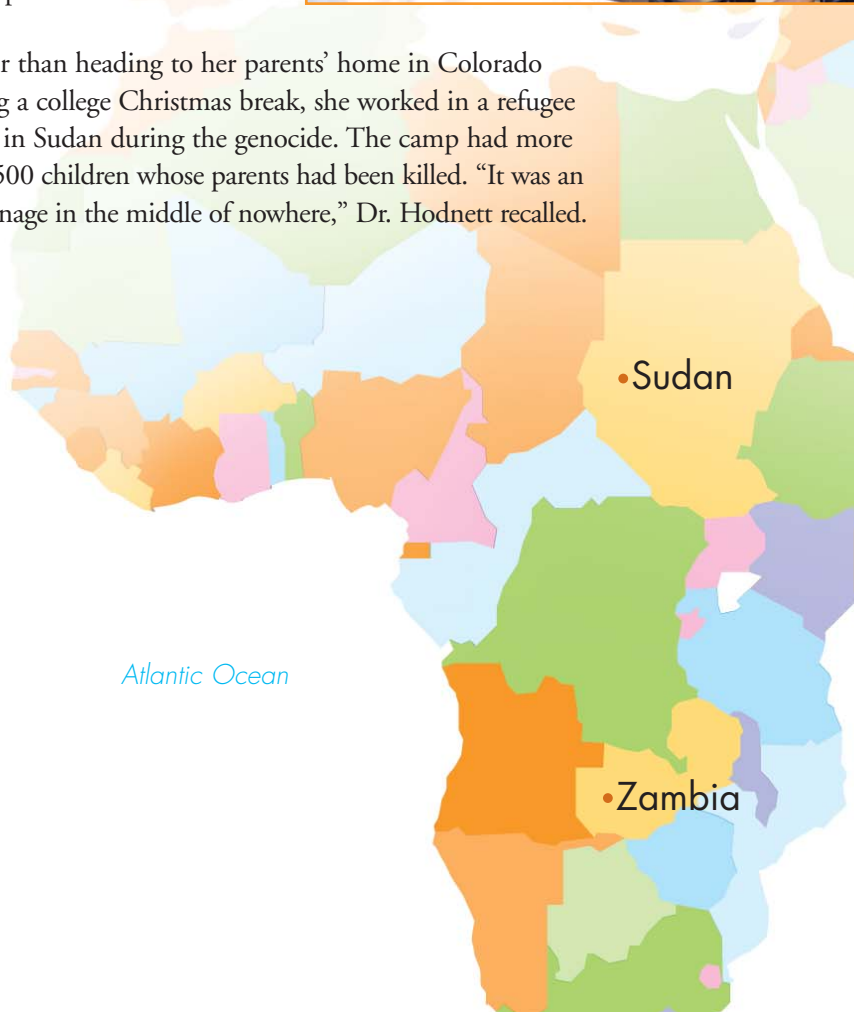 r than heading to her parents’ home in Colorado
g a college Christmas break, she worked in a refugee
in Sudan during the genocide. The camp had more
500 children whose parents had been killed. “It was an
nage in the middle of nowhere,” Dr. Hodnett recalled.
•Sudan
Atlantic Ocean
•Zambia